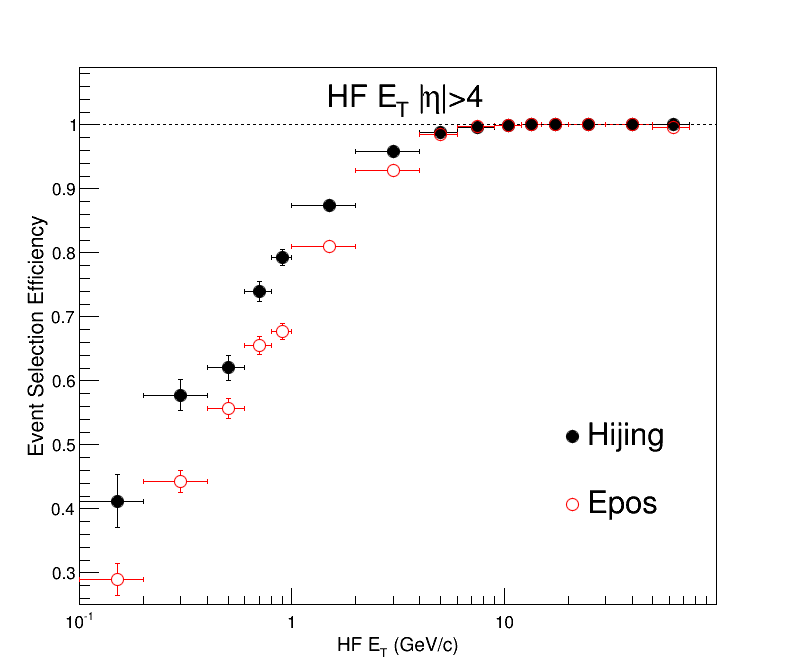 HF E_T |η|>4
1
0.9
0.8
0.7
0.6
0.5
0.4
0.3
Event Selection Efficiency
Hijing
Epos
10^-1 1 10
HF E_T (GeV/c)